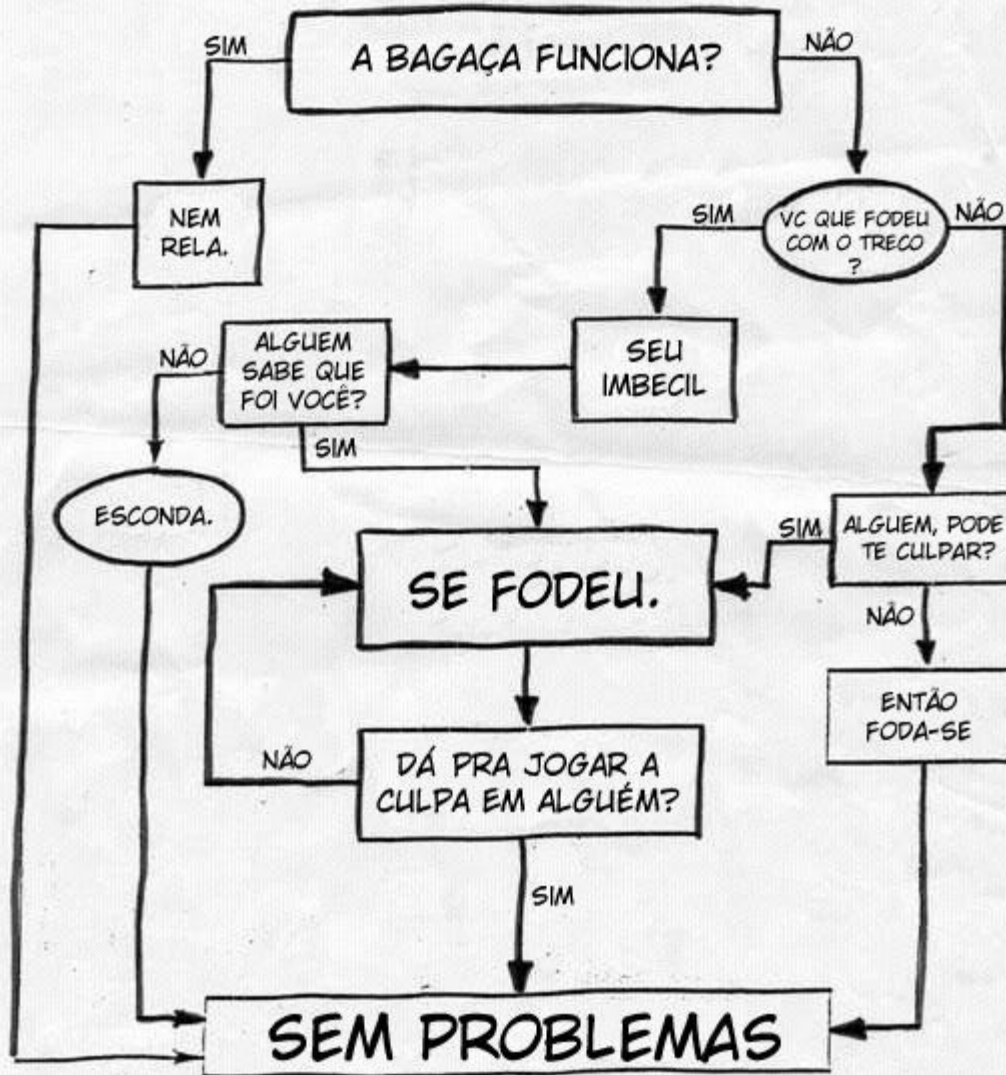 A BAGAÇA FUNCIONA?
SIM
NÃO
NEM
RELA.
VC QUE FODEU
COM O TRECO
?
SIM
NÃO
SEU
IMBECIL
ALGUEM
SABE QUE
FOI VOCÊ?
NÃO
SIM
ESCONDA.
ALGUEM, PODE
TE CULPAR?
SIM
NÃO
SE FODEU.
ENTÃO
FODA-SE
DÁ PRA JOGAR A
CULPA EM ALGUÉM?
NÃO
SIM
SEM PROBLEMAS